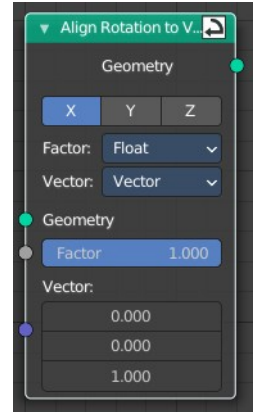 Align Rotation to V...
Geometry
X Y Z
Factor: Float
Vector: Vector
Geometry
Factor 1.000
Vector:
0.000
0.000
1.000